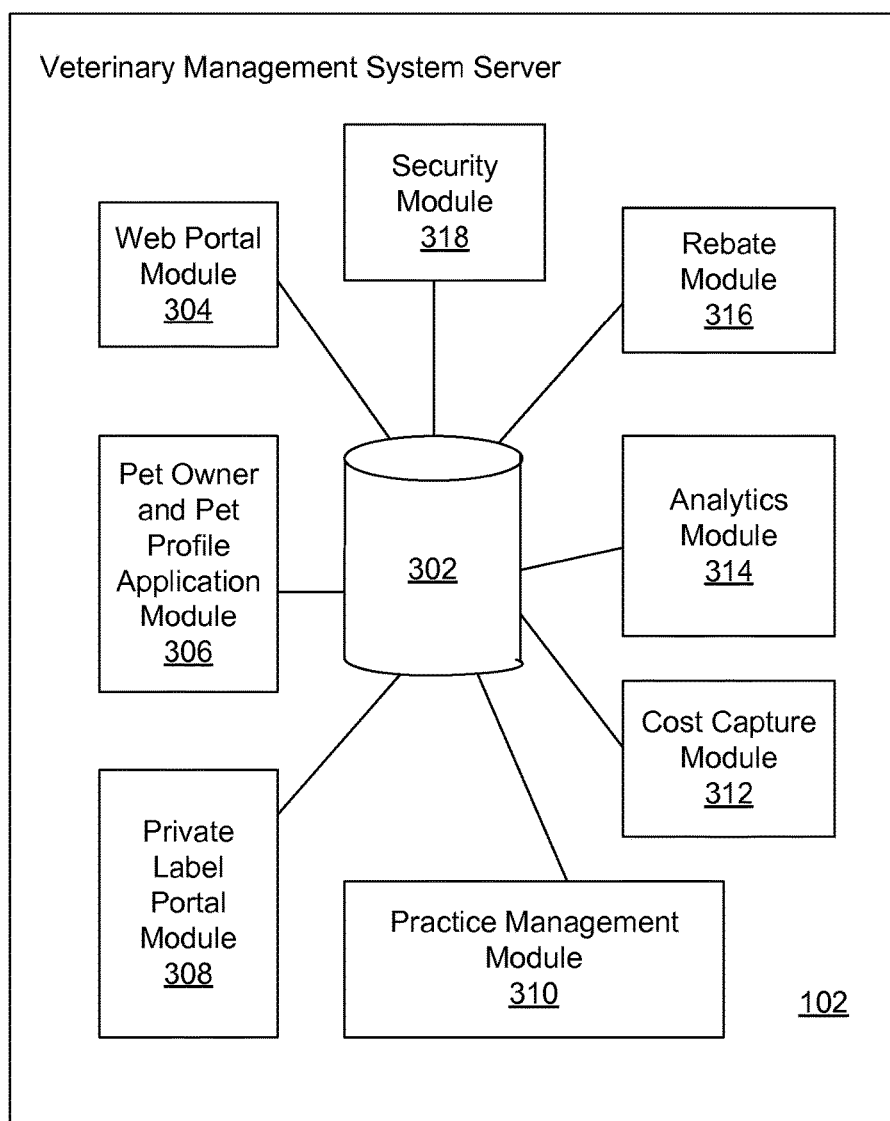 Veterinary Management System Server
Security
Module
318
Web Portal
Module
304
Rebate
Module
316
Pet Owner
and Pet
Profile
Application
Module
306
302
Analytics
Module
314
Cost Capture
Module
312
Private
Label
Portal
Module
308
Practice Management
Module
310
102